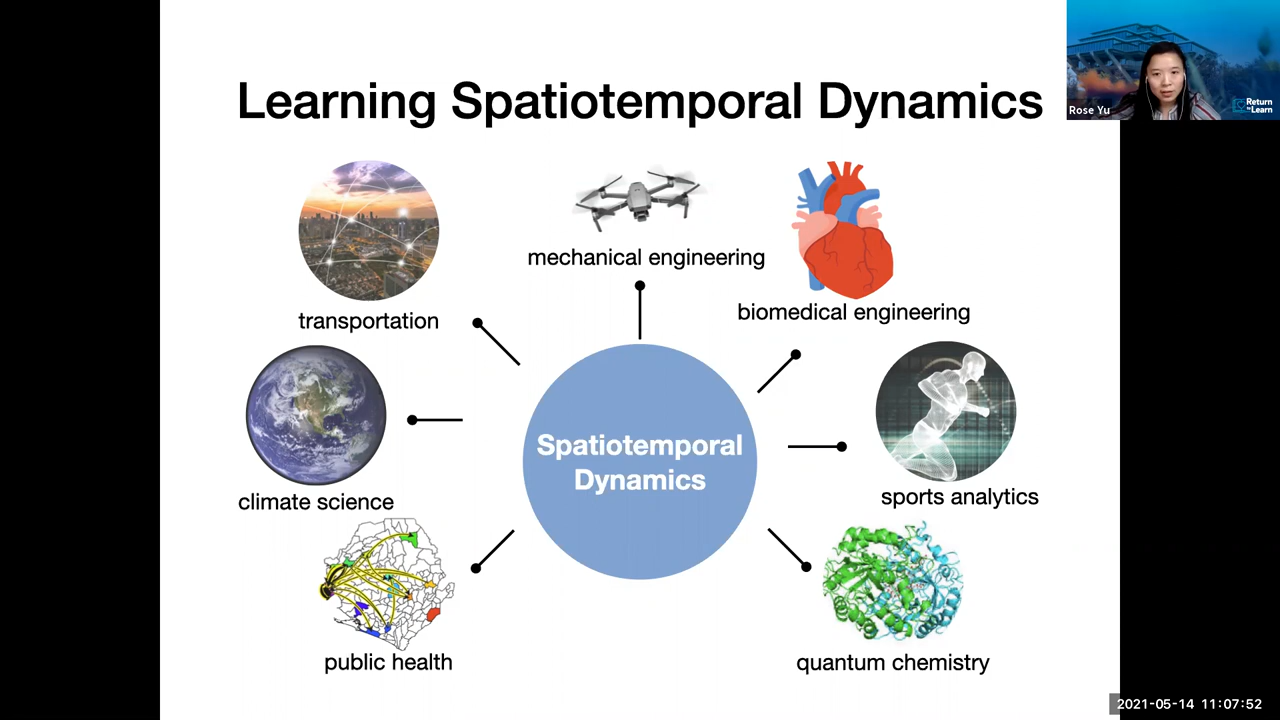 Learning Spatiotemporal Dynamics
Rose Yu
Return
to Learn
mechanical engineering
biomedical engineering
transportation
Spatiotemporal
Dynamics
climate science
sports analytics
public health
quantum chemistry
2021-05-14 11:07:52